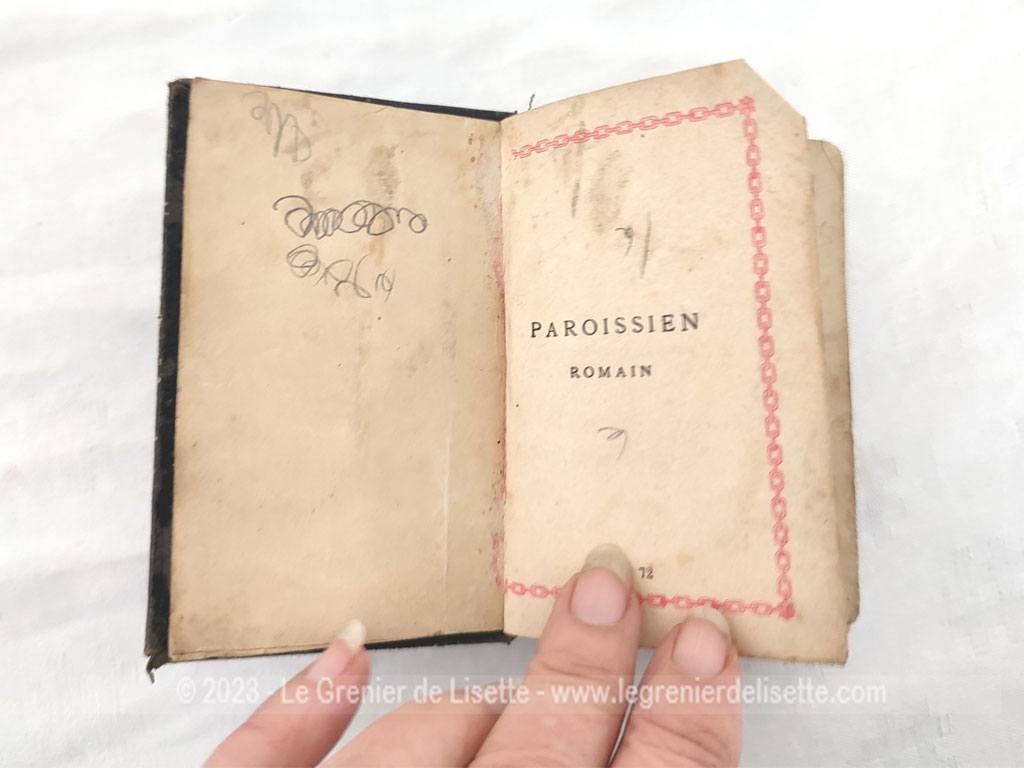 PAROISSIEN
ROMAIN
72
© 2023 - Le Grenier de Lisette - www.legrenierdelisette.com